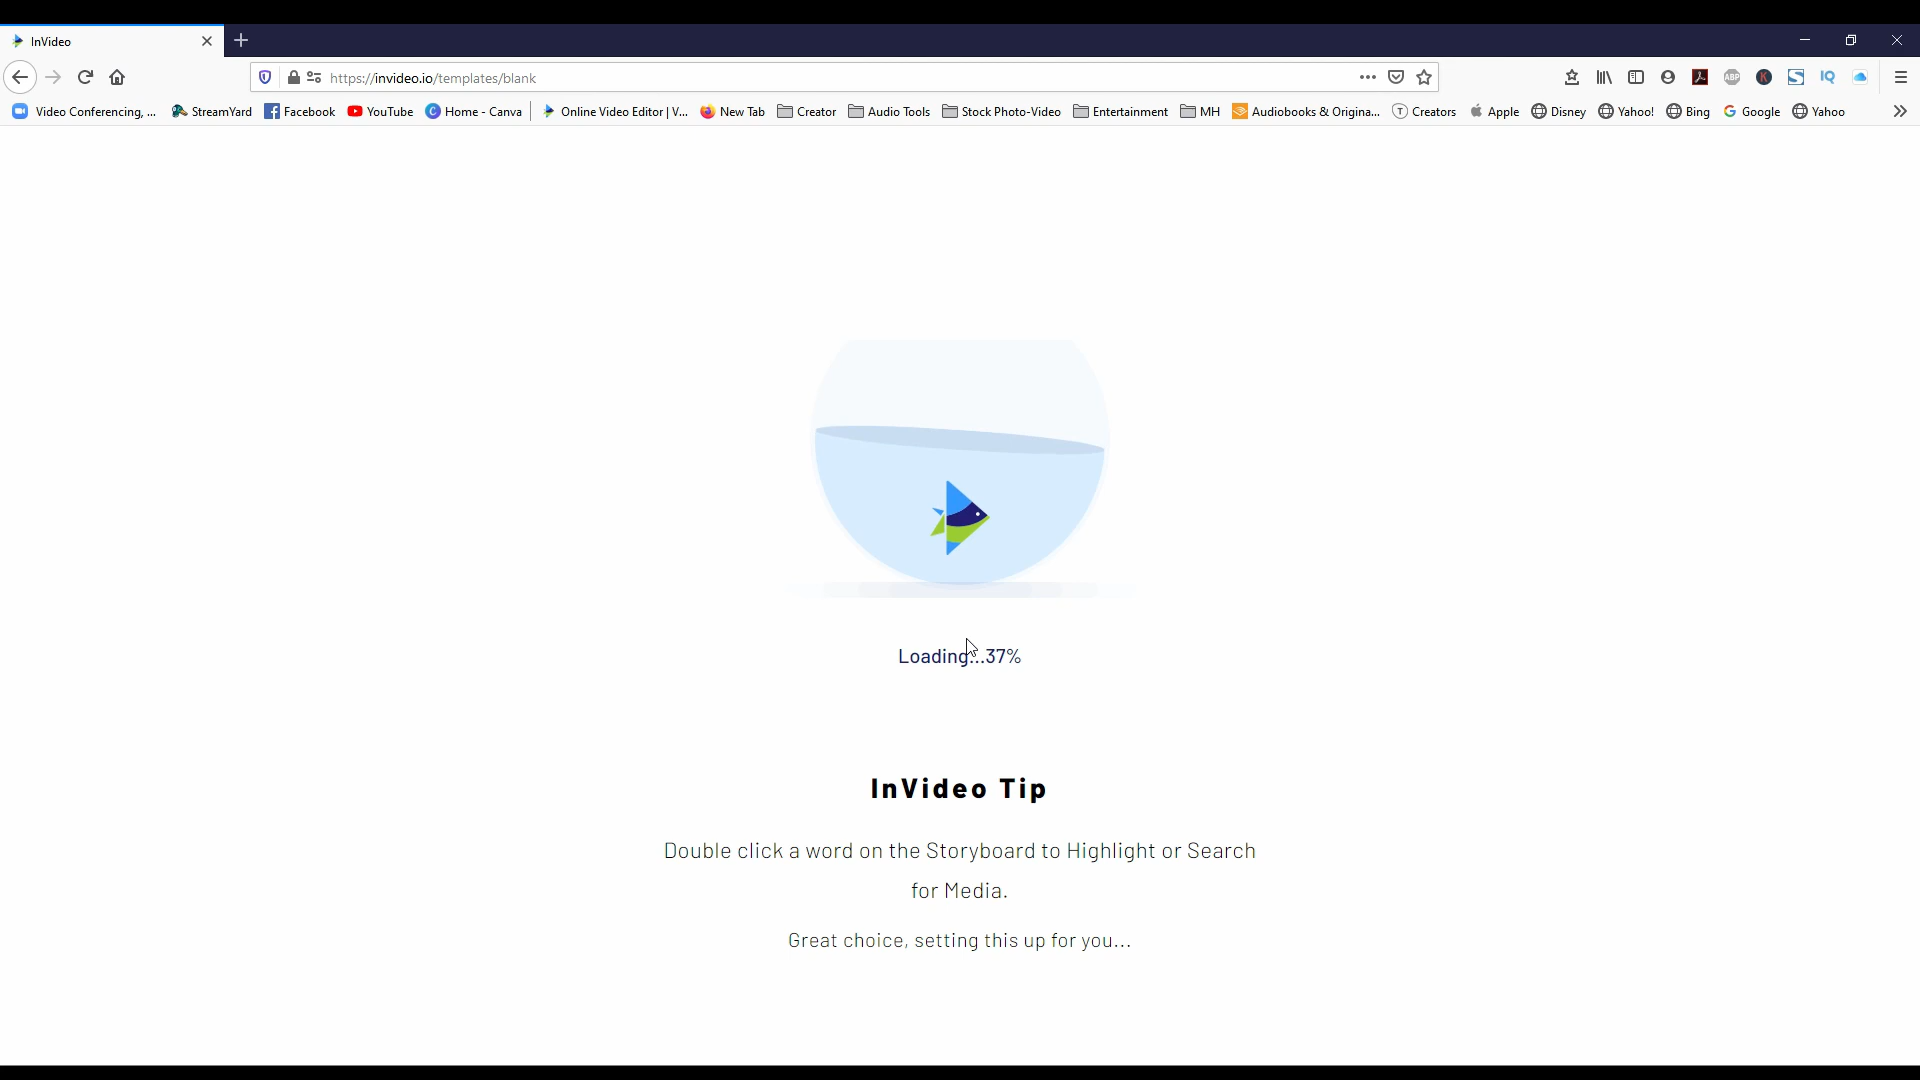 InVideo
https://invideo.io/templates/blank
ABP
K
S
IQ
Video Conferencing, ...
StreamYard
Facebook
YouTube
C
Home - Canva
Online Video Editor | V...
New Tab
Creator
Audio Tools
Stock Photo-Video
Entertainment
MH
Audiobooks & Origina...
T
Creators
Apple
Disney
Yahoo!
Bing
G
Google
Yahoo
Loading...37%
InVideo Tip
Double click a word on the Storyboard to Highlight or Search
for Media.
Great choice, setting this up for you...